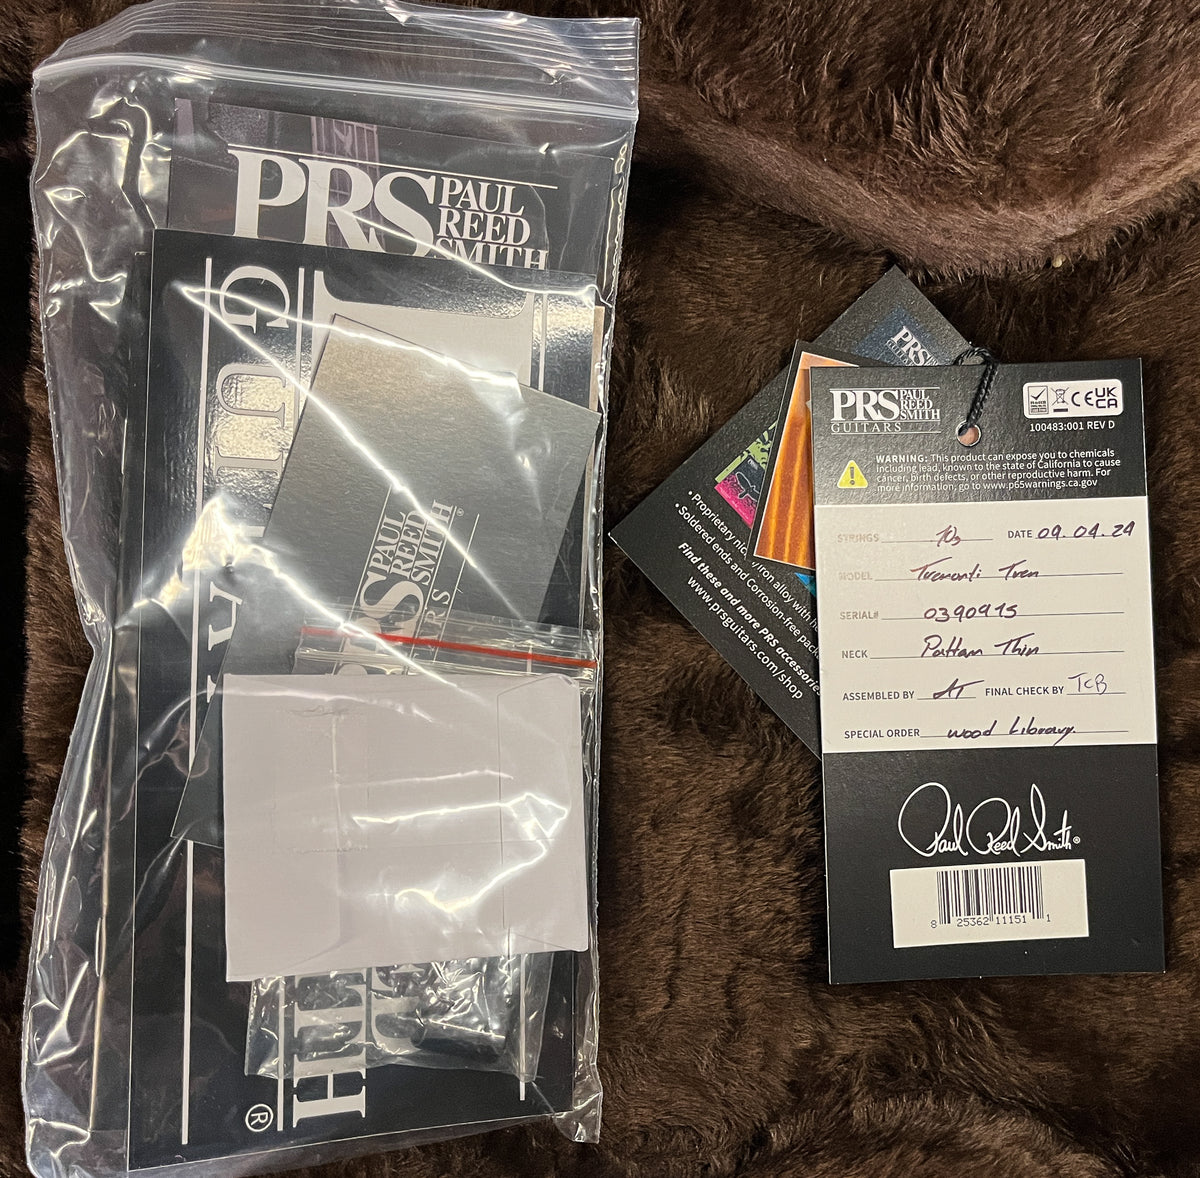 PRS PAUL
REED
SMITH
PAUL
REED
SMITH®
®
PRS
• Proprietary
• Soldered ends and Corrosion-free
Find these and more PRS accessories
www.prsguitars.com/shop
PRS PAUL
REED
SMITH
GUITARS
CE UK
CA
100483:001 REV D
WARNING: This product can expose you to chemicals
including lead, known to the state of California to cause
cancer, birth defects, or other reproductive harm. For
more information, go to www.p65warnings.ca.gov
STRINGS 10s DATE 09.04.24
MODEL Tremonti Trem
SERIAL# 0390915
NECK Pattern Thin
ASSEMBLED BY AT FINAL CHECK BY TCB
SPECIAL ORDER Wood Library.
Paul Reed Smith®
8 25362 11151 1